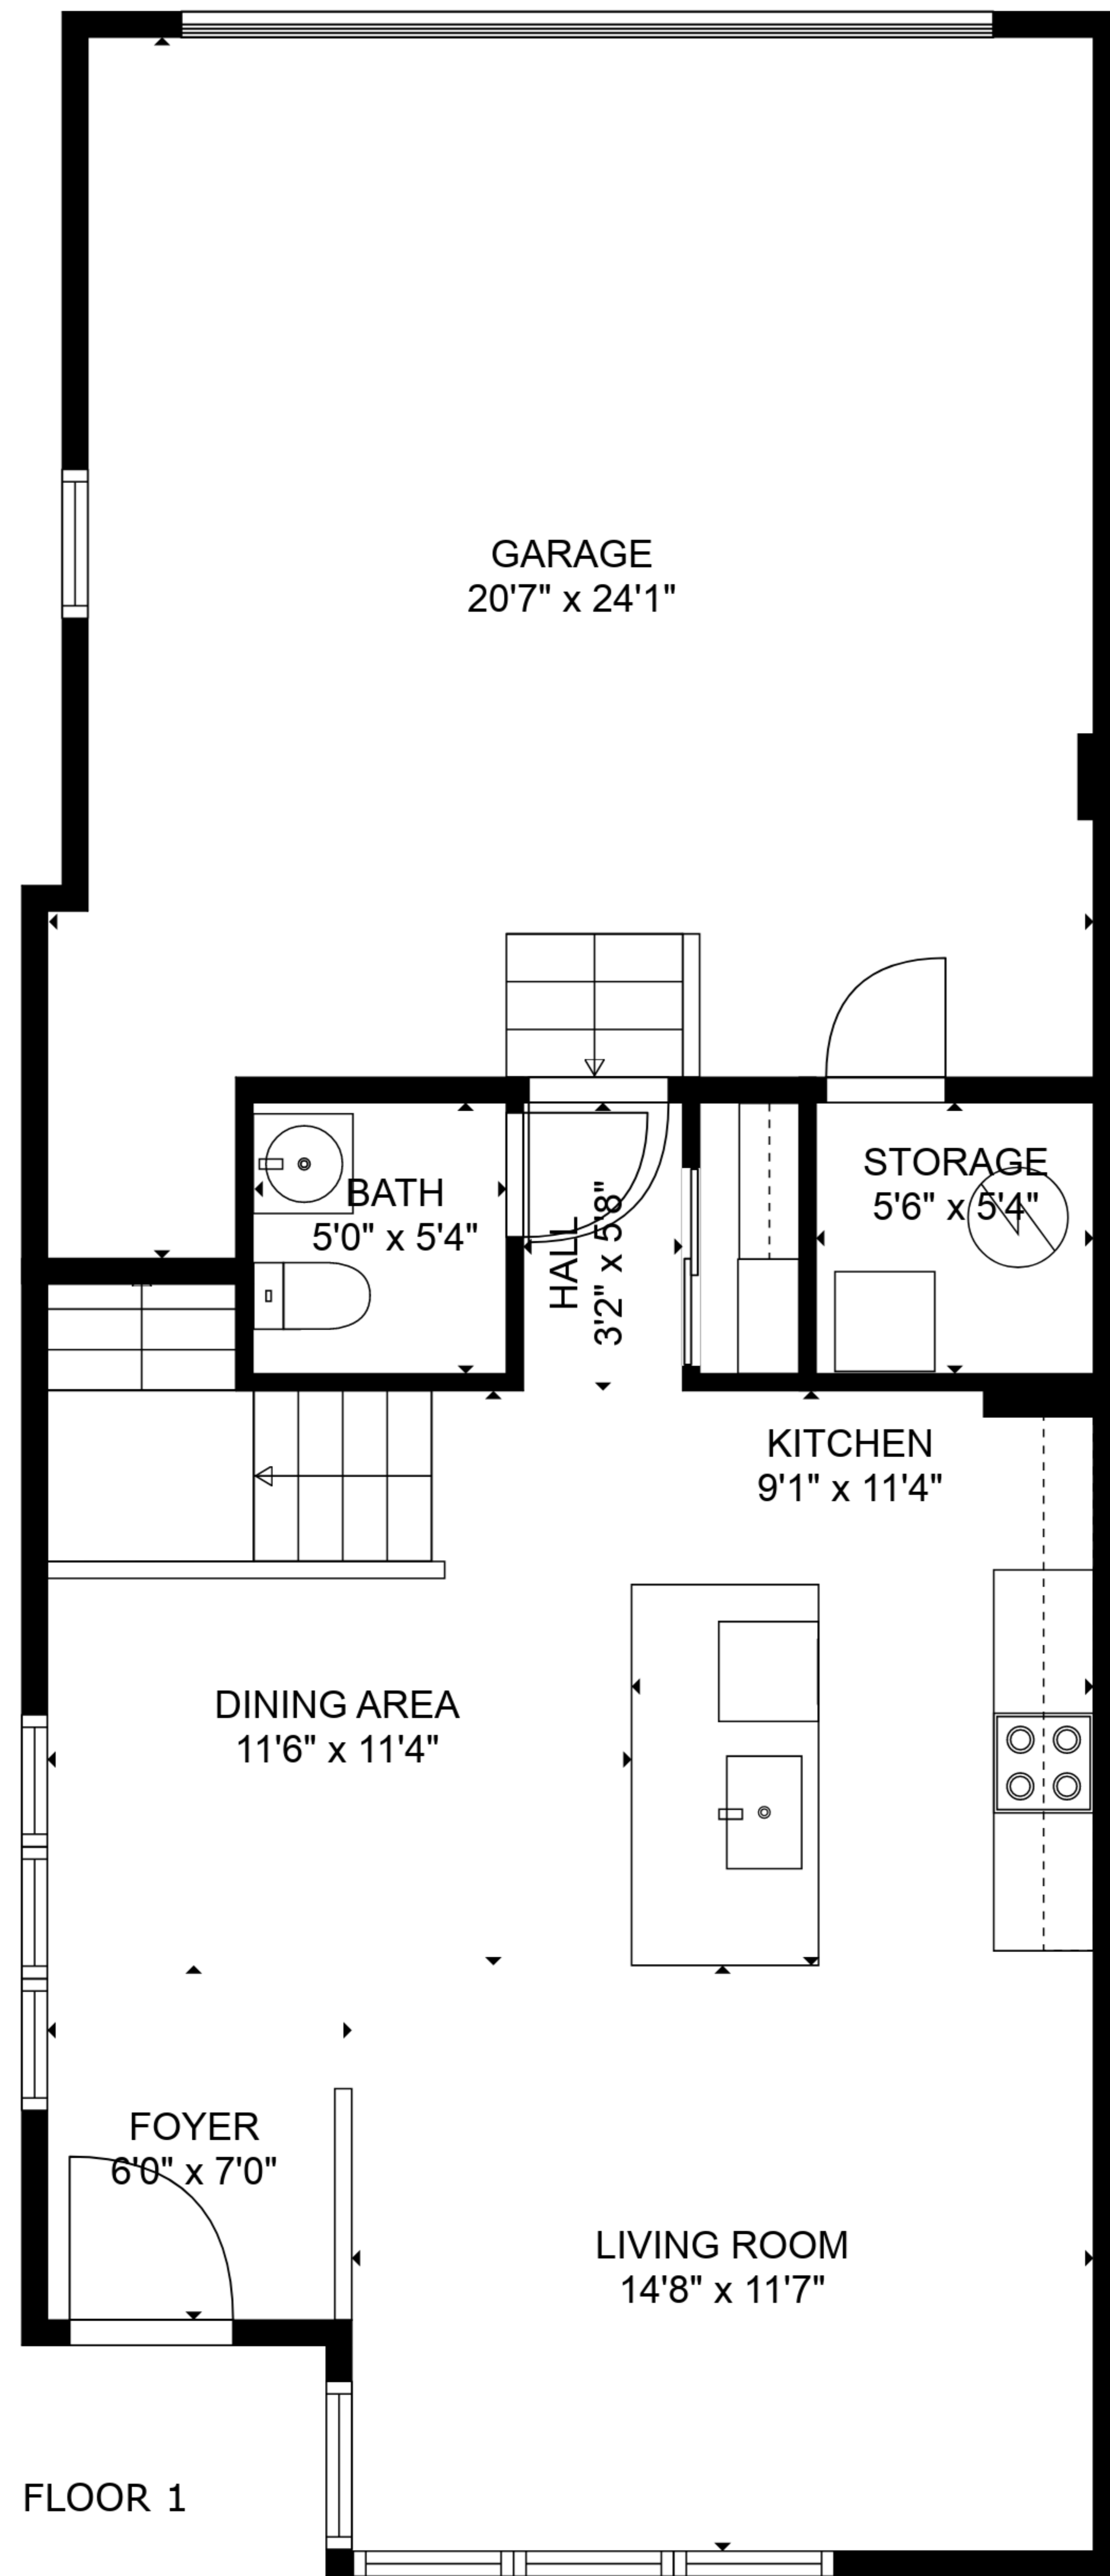 GARAGE
20'7" x 24'1"
BATH
5'0" x 5'4"
HALL
3'2" x 5'8"
STORAGE
5'6" x 5'4"
KITCHEN
9'1" x 11'4"
DINING AREA
11'6" x 11'4"
FOYER
6'0" x 7'0"
LIVING ROOM
14'8" x 11'7"
FLOOR 1